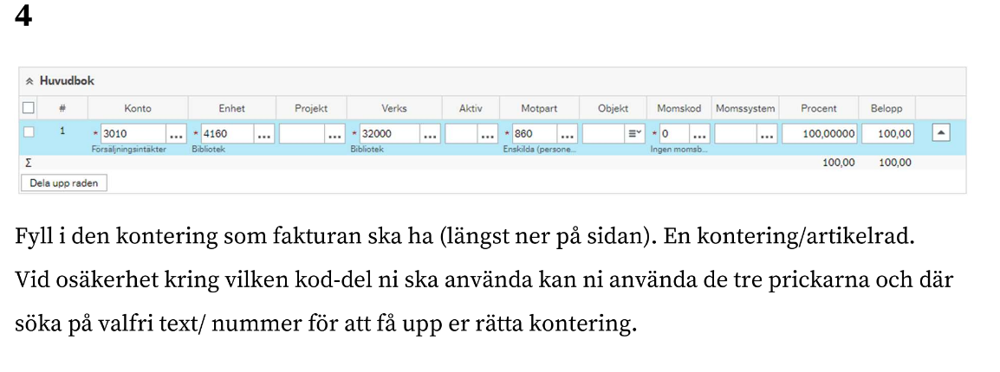 4
Huvudbok
# Konto Enhet Projekt Verks Aktiv Motpart Objekt Momskod Momssystem Procent Belopp
1 * 3010 ... * 4160 ... ... * 32000 ... ... * 860 ... * 0 ... ... 100,00000 100,00
Försäljningsintäkter Bibliotek Bibliotek Enskilda (persone... Ingen momsb...
Σ 100,00 100,00
Dela upp raden
Fyll i den kontering som fakturan ska ha (längst ner på sidan). En kontering/artikelrad.
Vid osäkerhet kring vilken kod-del ni ska använda kan ni använda de tre prickarna och där
söka på valfri text/ nummer för att få upp er rätta kontering.